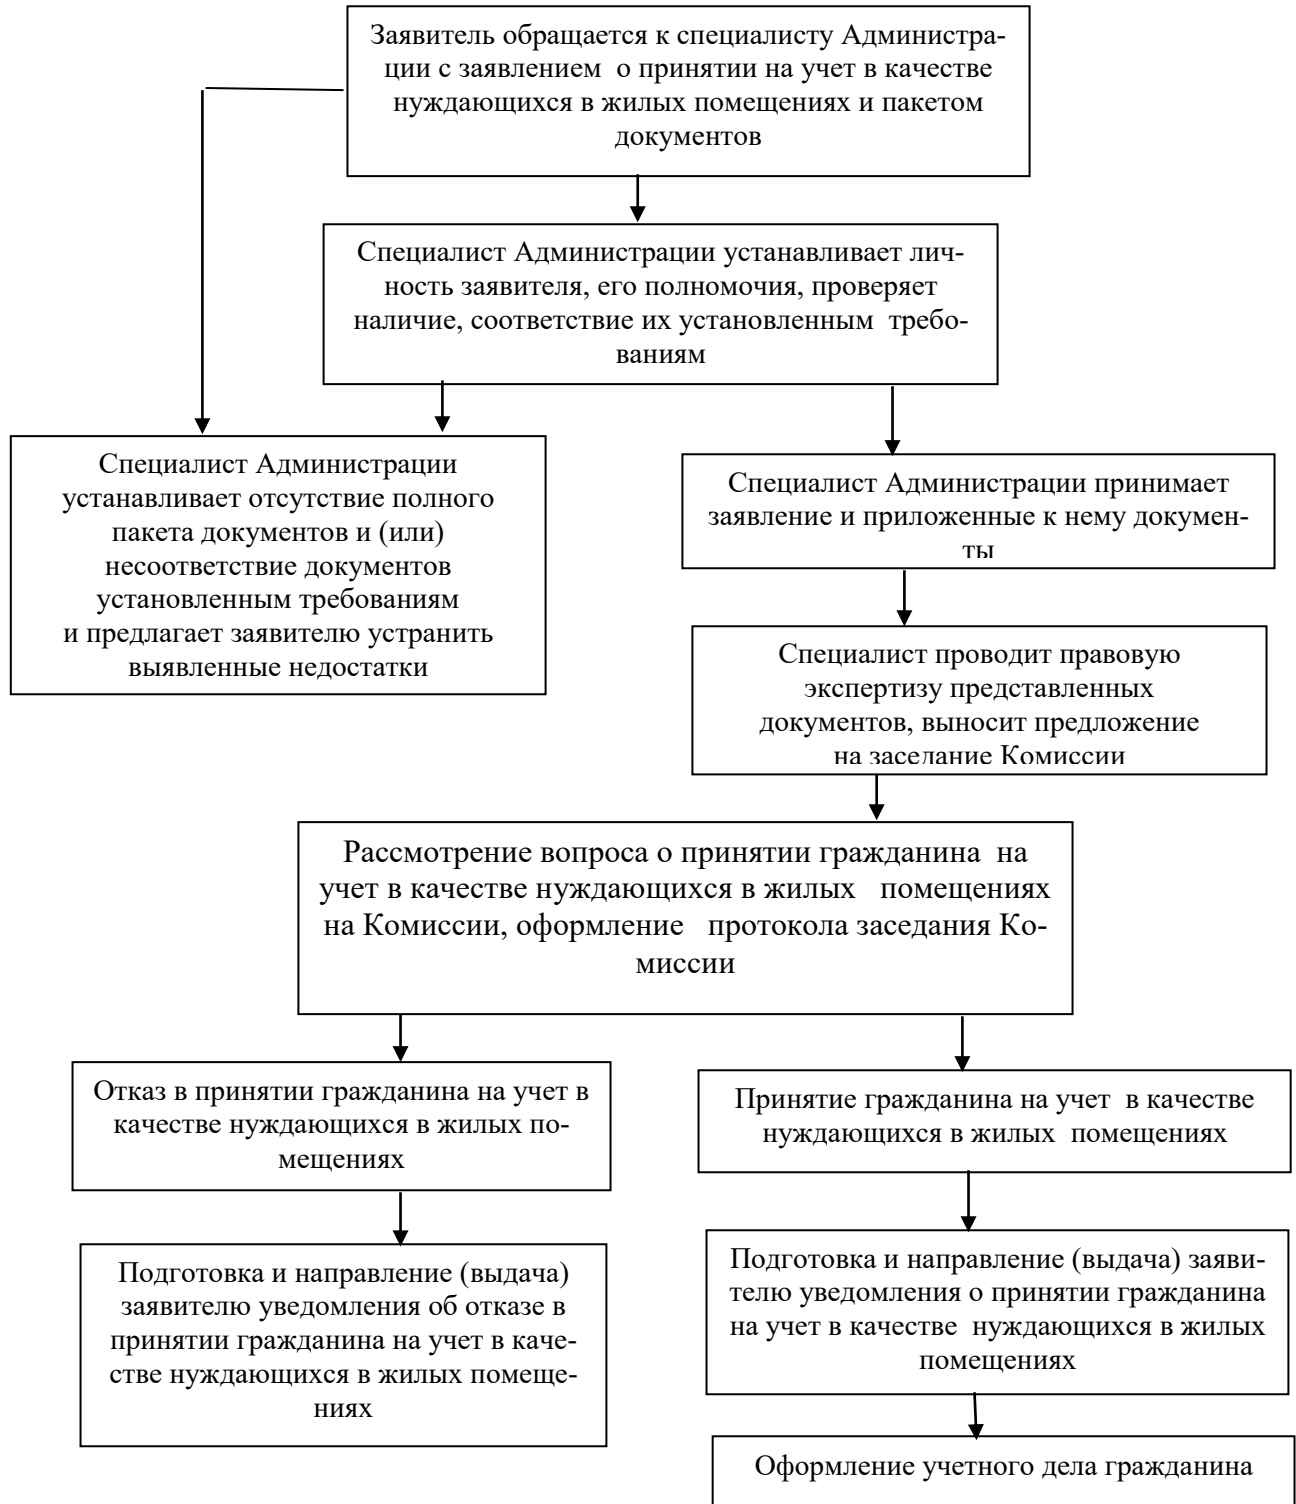 Заявитель обращается к специалисту Администра-
ции с заявлением о принятии на учет в качестве
нуждающихся в жилых помещениях и пакетом
документов
Специалист Администрации устанавливает лич-
ность заявителя, его полномочия, проверяет
наличие, соответствие их установленным требо-
ваниям
Специалист Администрации
устанавливает отсутствие полного
пакета документов и (или)
несоответствие документов
установленным требованиям
и предлагает заявителю устранить
выявленные недостатки
Специалист Администрации принимает
заявление и приложенные к нему докумен-
ты
Специалист проводит правовую
экспертизу представленных
документов, выносит предложение
на заседание Комиссии
Рассмотрение вопроса о принятии гражданина на
учет в качестве нуждающихся в жилых помещениях
на Комиссии, оформление протокола заседания Ко-
миссии
Отказ в принятии гражданина на учет в
качестве нуждающихся в жилых по-
мещениях
Принятие гражданина на учет в качестве
нуждающихся в жилых помещениях
Подготовка и направление (выдача)
заявителю уведомления об отказе в
принятии гражданина на учет в каче-
стве нуждающихся в жилых помеще-
ниях
Подготовка и направление (выдача) заяви-
телю уведомления о принятии гражданина
на учет в качестве нуждающихся в жилых
помещениях
Оформление учетного дела гражданина